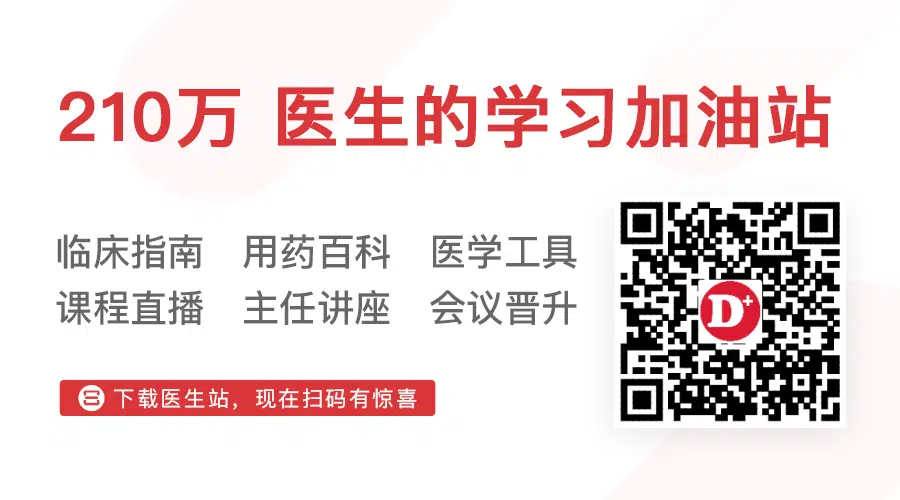 210万 医生的学习加油站
临床指南 用药百科 医学工具
课程直播 主任讲座 会议晋升
下载医生站，现在扫码有惊喜
D+